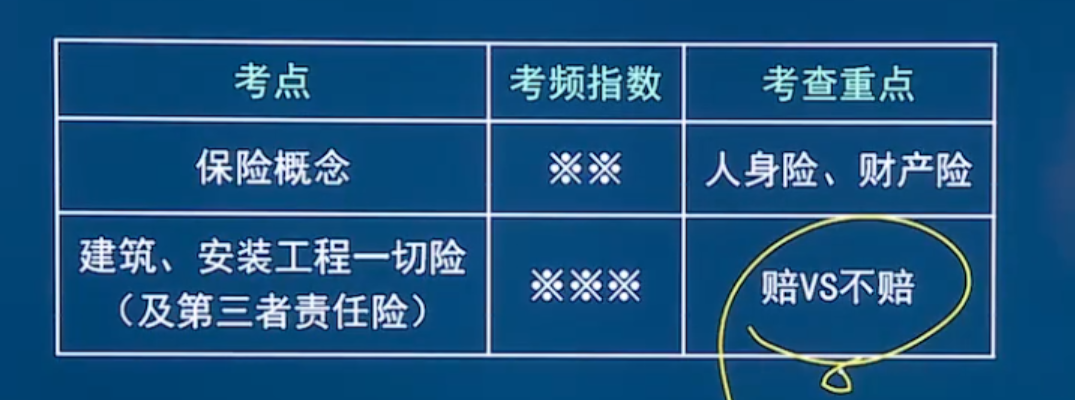 考点 考频指数 考查重点
保险概念 ※※ 人身险、财产险
建筑、安装工程一切险
（及第三者责任险） ※※※ 赔VS不赔